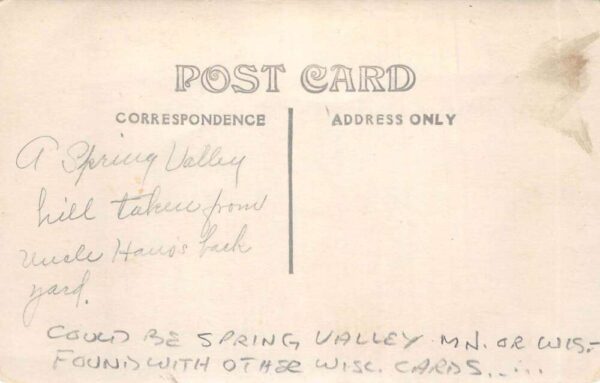 POST CARD
CORRESPONDENCE
ADDRESS ONLY
A Spring Valley
hill taken from
Uncle Hans's back
yard.
COULD BE SPRING VALLEY MN. OR WIS.-
FOUND WITH OTHER WISC. CARDS.....